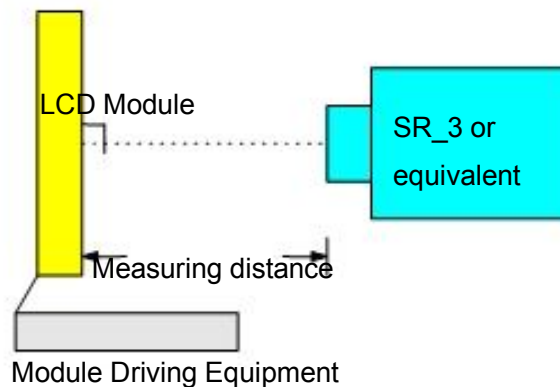 LCD Module
SR_3 or
equivalent
Measuring distance
Module Driving Equipment